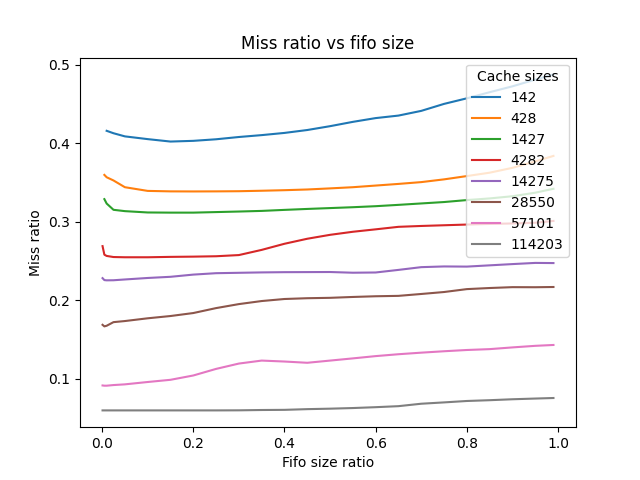 Miss ratio vs fifo size
Cache sizes
142
428
1427
4282
14275
28550
57101
114203
Miss ratio
0.5
0.4
0.3
0.2
0.1
0.0 0.2 0.4 0.6 0.8 1.0
Fifo size ratio